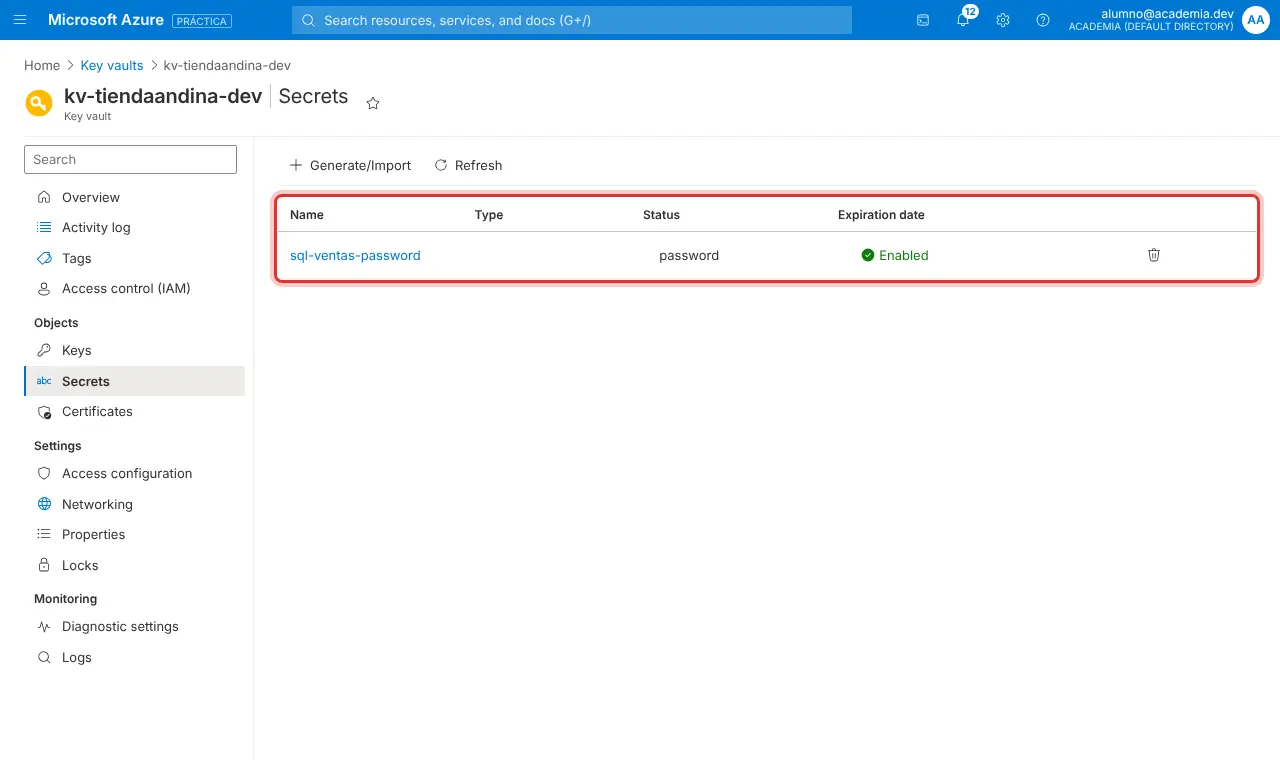 Microsoft Azure PRÁCTICA Search resources, services, and docs (G+/) 12 alumno@academia.dev
ACADEMIA (DEFAULT DIRECTORY) AA
Home > Key vaults > kv-tiendaandina-dev
kv-tiendaandina-dev | Secrets
Key vault
Search
Overview
Activity log
Tags
Access control (IAM)
Objects
Keys
abc Secrets
Certificates
Settings
Access configuration
Networking
Properties
Locks
Monitoring
Diagnostic settings
Logs
Generate/Import Refresh
Name Type Status Expiration date
sql-ventas-password password Enabled